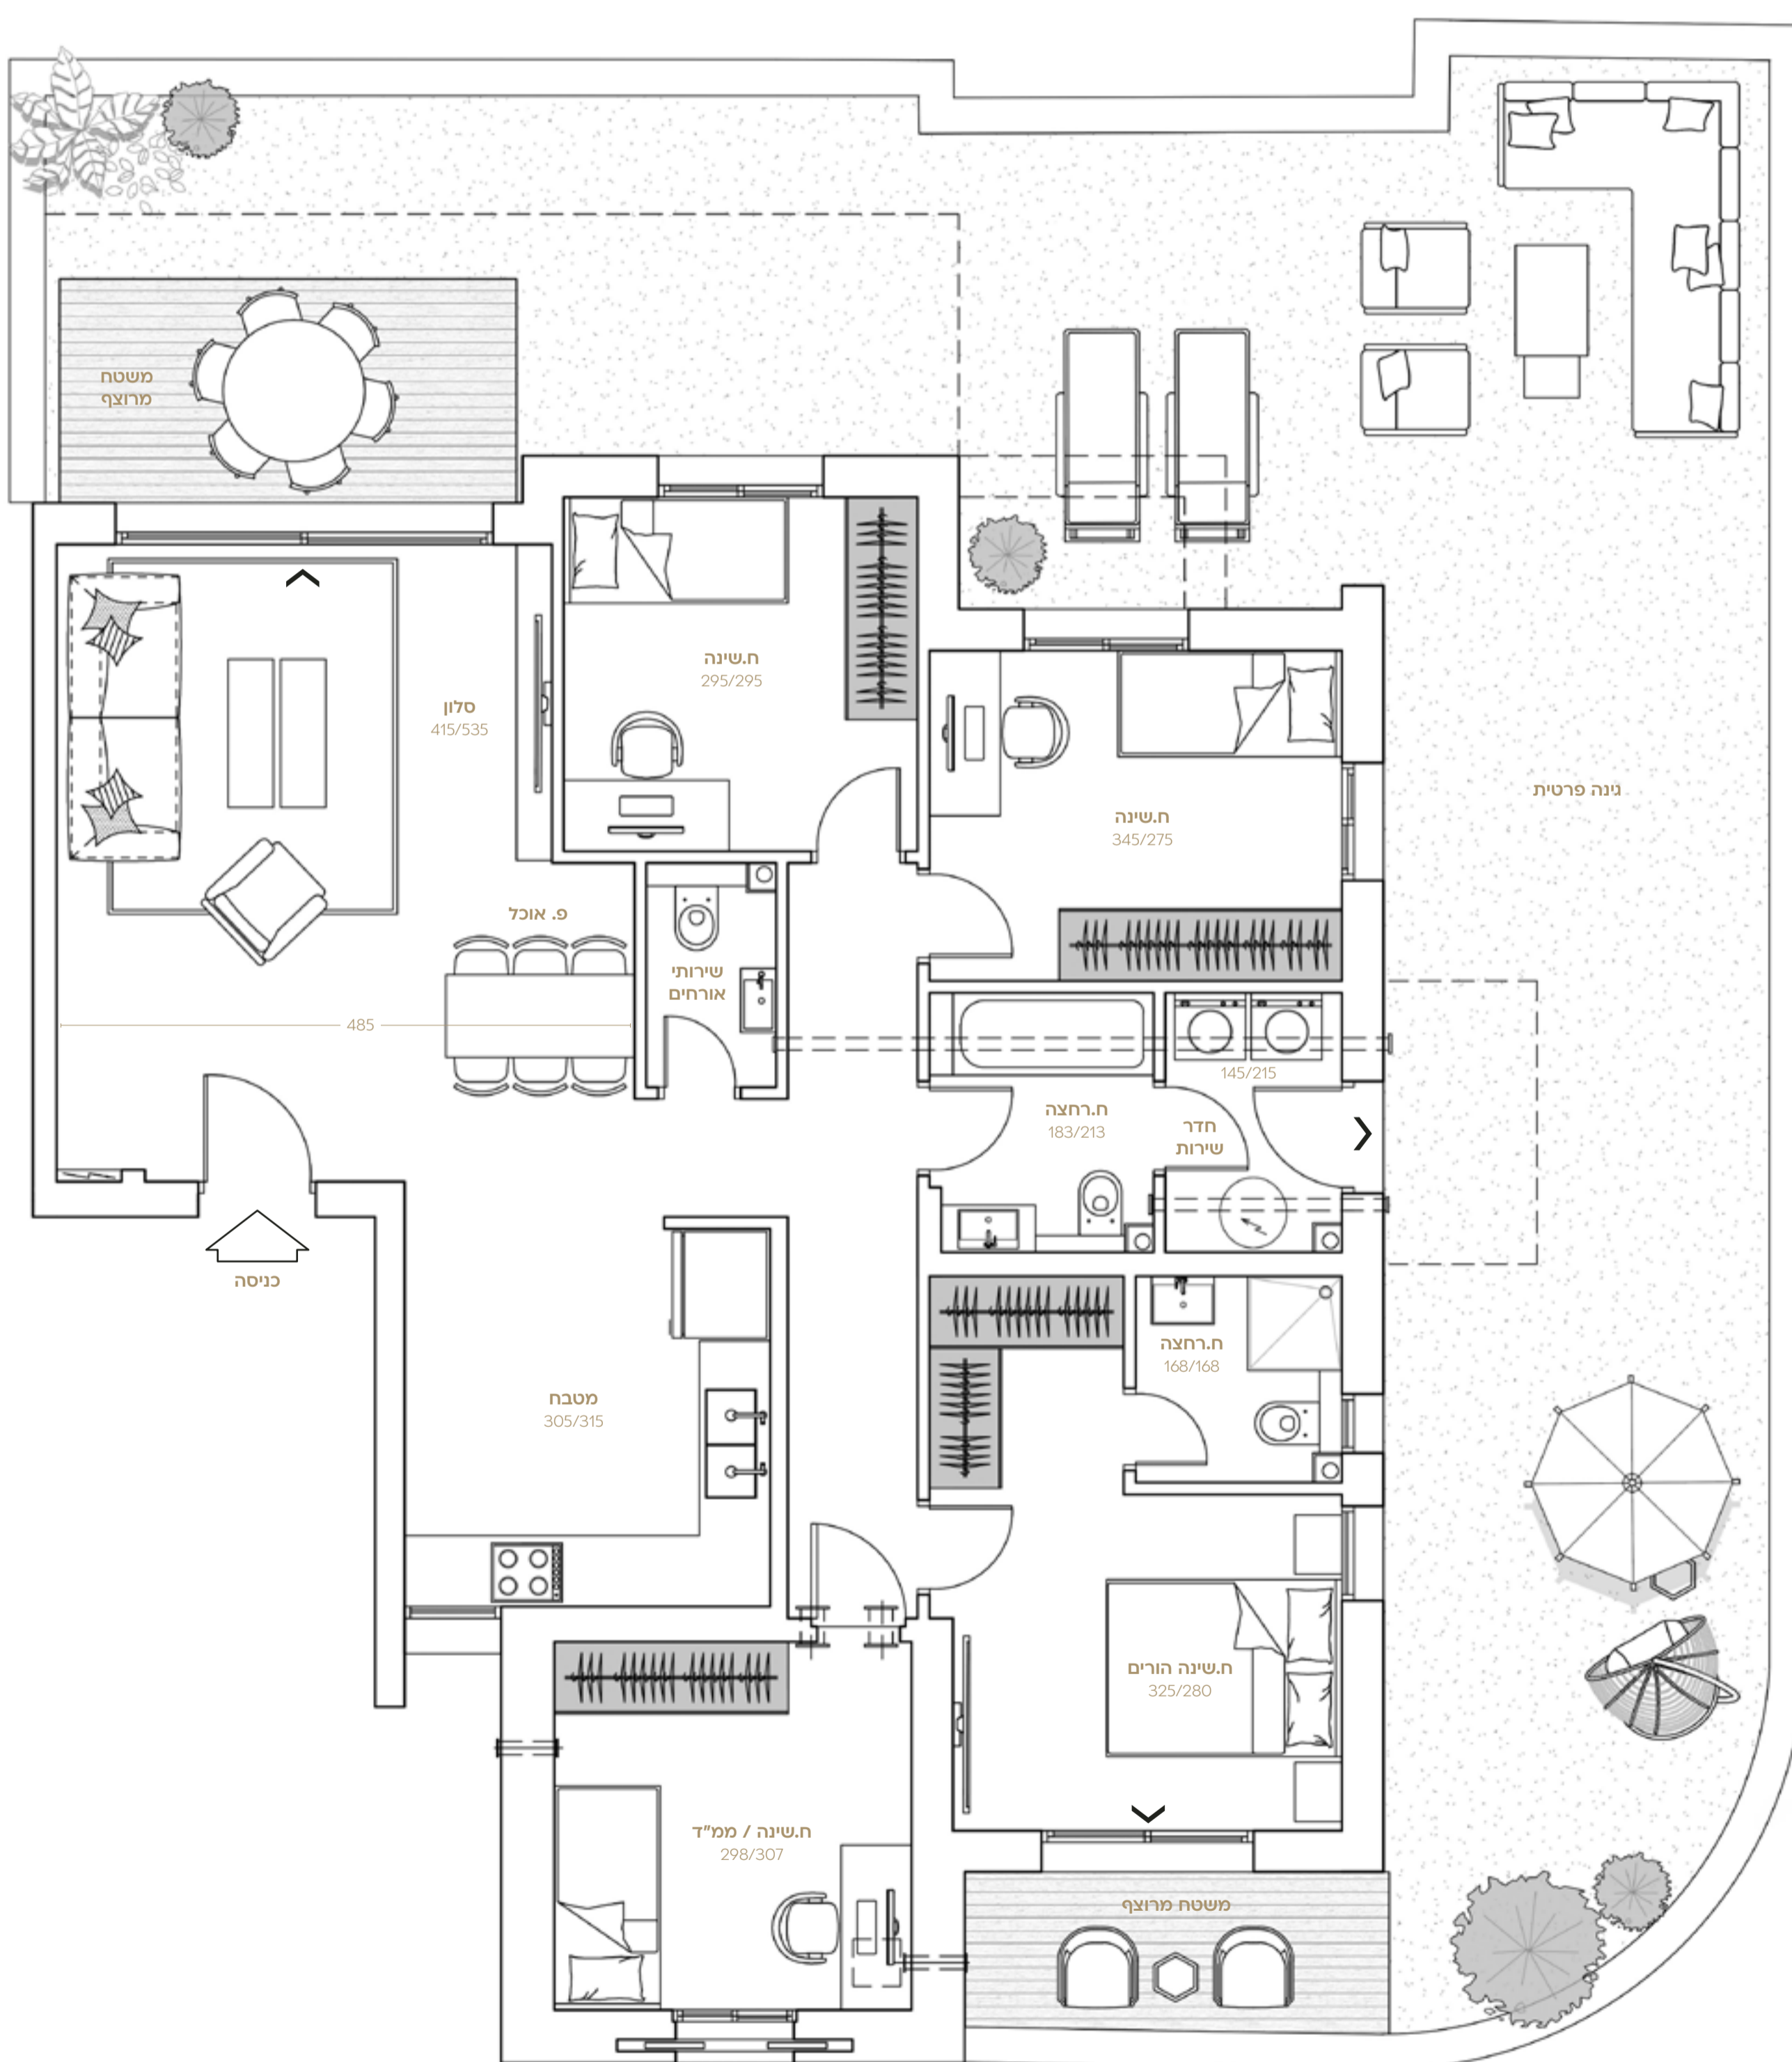 משטח
מרוצף
ח.שינה
295/295
סלון
415/535
גינה פרטית
ח.שינה
345/275
פ. אוכל
שירותי
אורחים
485
145/215
ח.רחצה
183/213
חדר
שירות
כניסה
ח.רחצה
168/168
מטבח
305/315
ח.שינה הורים
325/280
ח.שינה / ממ"ד
298/307
משטח מרוצף